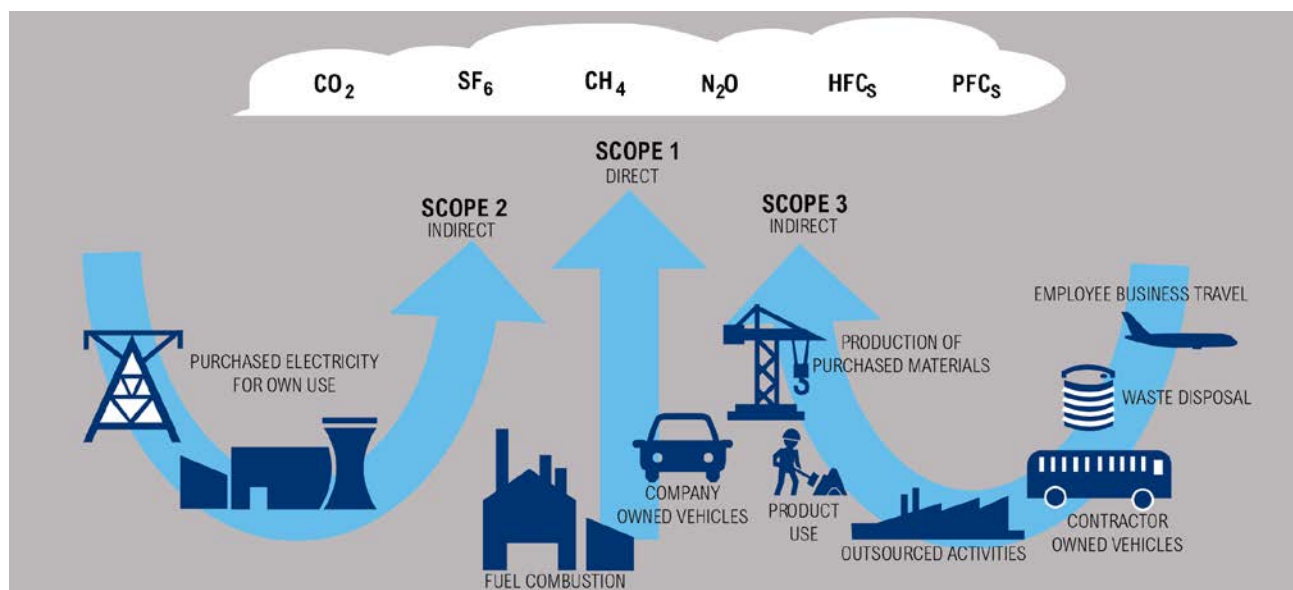 CO2
SF6
CH4
N2O
HFCS
PFCS
SCOPE 1
DIRECT
SCOPE 2
INDIRECT
SCOPE 3
INDIRECT
PURCHASED ELECTRICITY
FOR OWN USE
FUEL COMBUSTION
COMPANY
OWNED VEHICLES
PRODUCTION OF
PURCHASED MATERIALS
PRODUCT
USE
OUTSOURCED ACTIVITIES
EMPLOYEE BUSINESS TRAVEL
WASTE DISPOSAL
CONTRACTOR
OWNED VEHICLES